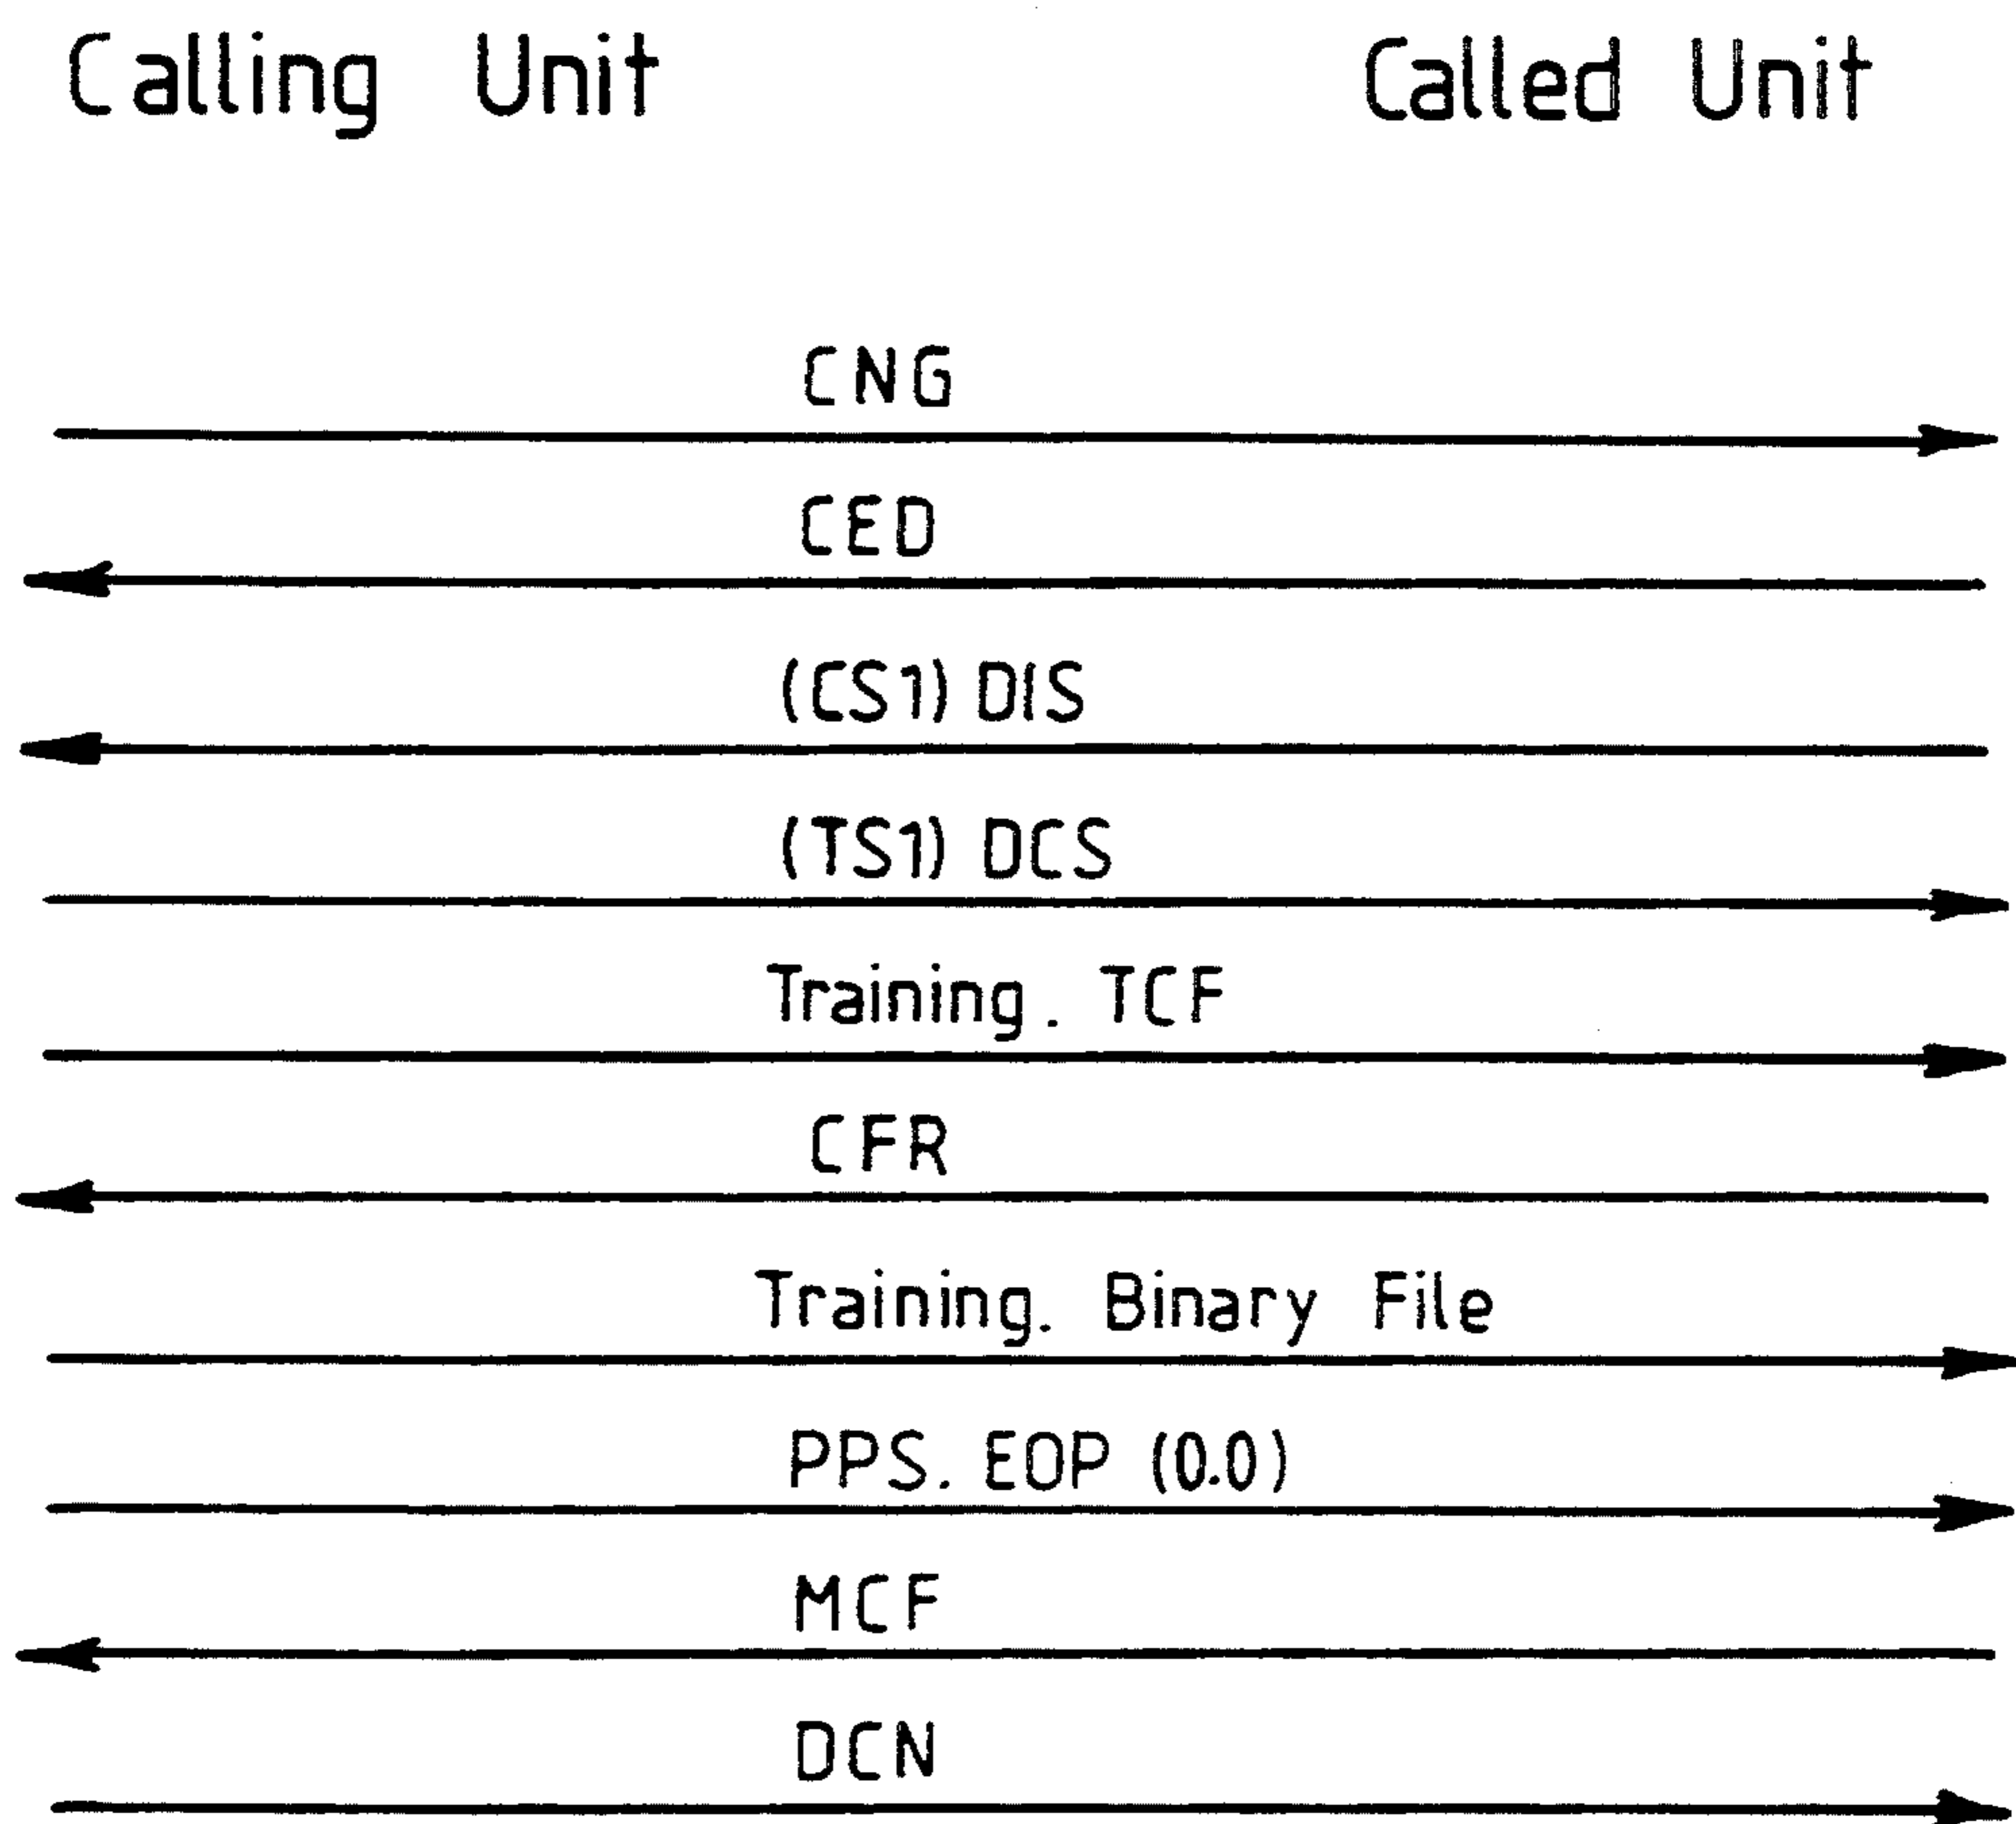 Calling Unit Called Unit
CNG
CED
(CS1) DIS
(TS1) DCS
Training. TCF
CFR
Training. Binary File
PPS. EOP (0.0)
MCF
DCN